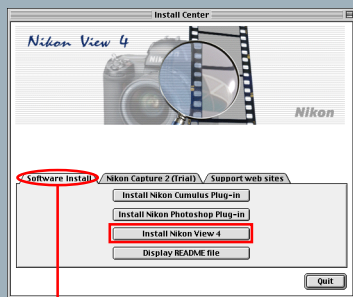 Install Center
Nikon View 4
Nikon
Software Install
Nikon Capture 2 (Trial)
Support web sites
Install Nikon Cumulus Plug-in
Install Nikon Photoshop Plug-in
Install Nikon View 4
Display README file
Quit